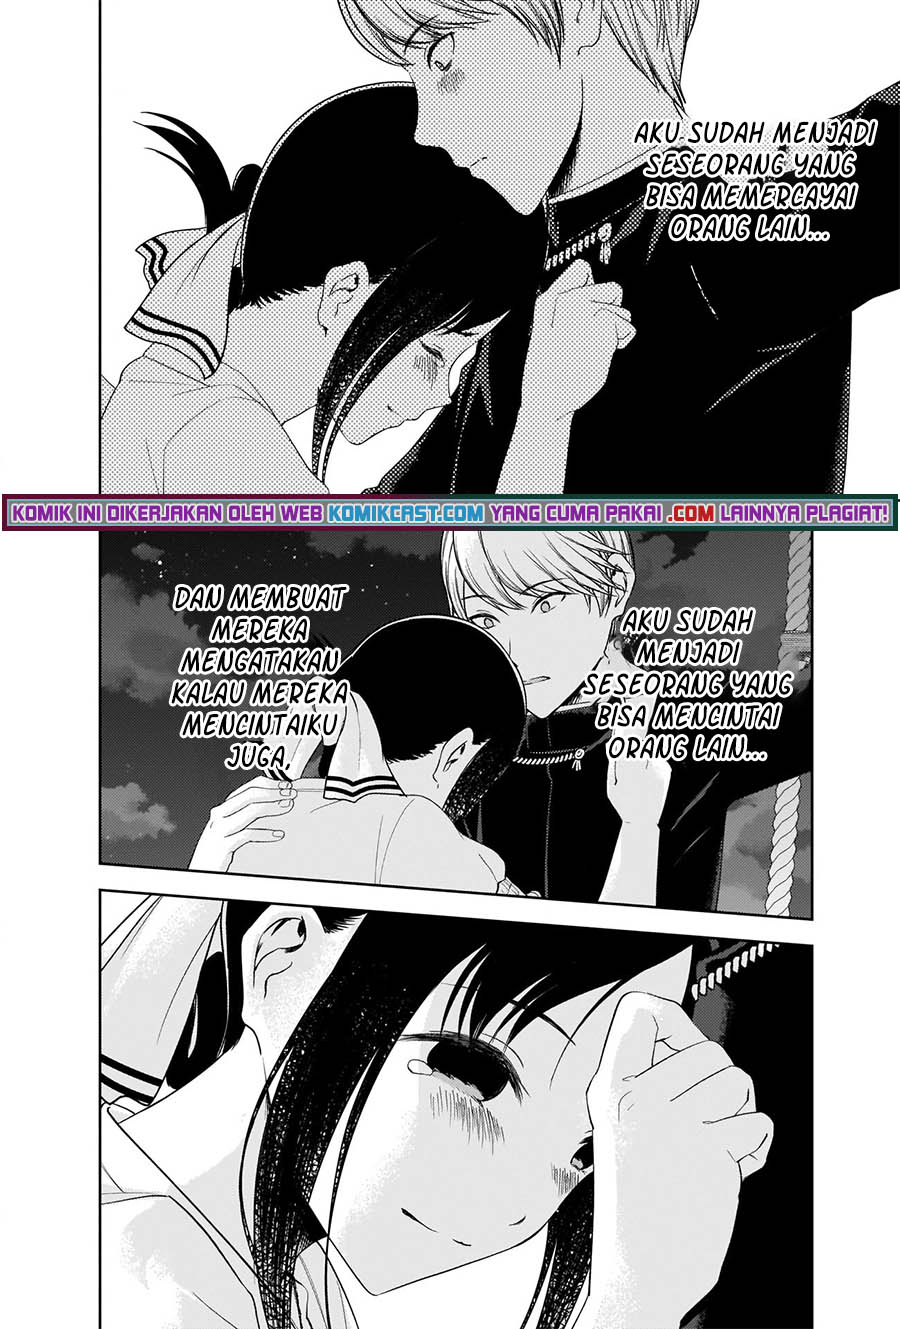 AKU SUDAH MENJADI
SESEORANG YANG
BISA MEMERCAYAI
ORANG LAIN...
KOMIK INI DIKERJAKAN OLEH WEB KOMIKCAST.COM YANG CUMA PAKAI .COM LAINNYA PLAGIAT!
AKU SUDAH
MENJADI
SESEORANG YANG
BISA MENCINTAI
ORANG LAIN...
DAN MEMBUAT
MEREKA
MENGATAKAN
KALAU MEREKA
MENCINTAIKU
JUGA,